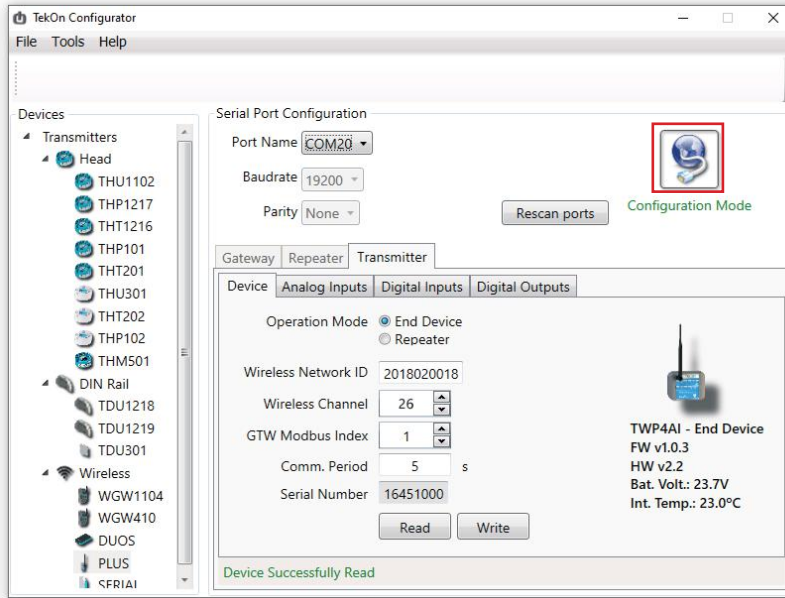 TekOn Configurator
File Tools Help
Devices
Transmitters
Head
THU1102
THP1217
THT1216
THP101
THT201
THU301
THT202
THP102
THM501
DIN Rail
TDU1218
TDU1219
TDU301
Wireless
WGW1104
WGW410
DUOS
PLUS
SERIAL
Serial Port Configuration
Port Name COM20
Baudrate 19200
Parity None
Rescan ports
Configuration Mode
Gateway Repeater Transmitter
Device Analog Inputs Digital Inputs Digital Outputs
Operation Mode End Device
Repeater
Wireless Network ID 2018020018
Wireless Channel 26
GTW Modbus Index 1
Comm. Period 5 s
Serial Number 16451000
Read Write
TWP4AI - End Device
FW v1.0.3
HW v2.2
Bat. Volt.: 23.7V
Int. Temp.: 23.0ºC
Device Successfully Read